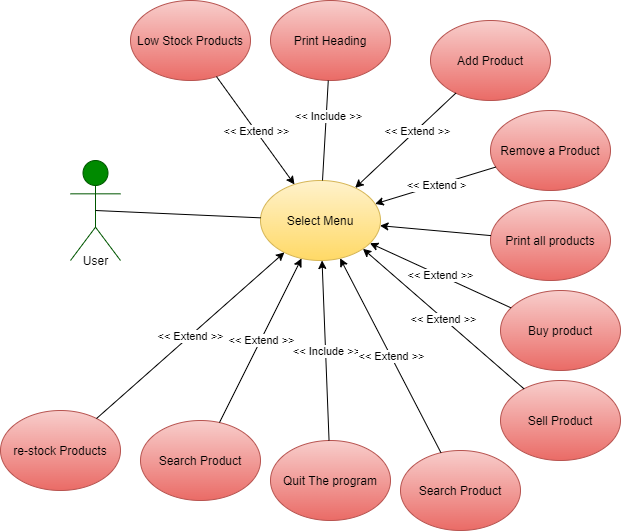 Low Stock Products
Print Heading
Add Product
<< Include >>
<< Extend >>
<< Extend >>
Remove a Product
<< Extend >
Select Menu
Print all products
User
<< Extend >>
<< Extend >>
Buy product
<< Extend >>
<< Extend >>
<< Include >>
<< Extend >>
Sell Product
re-stock Products
Search Product
Quit The program
Search Product